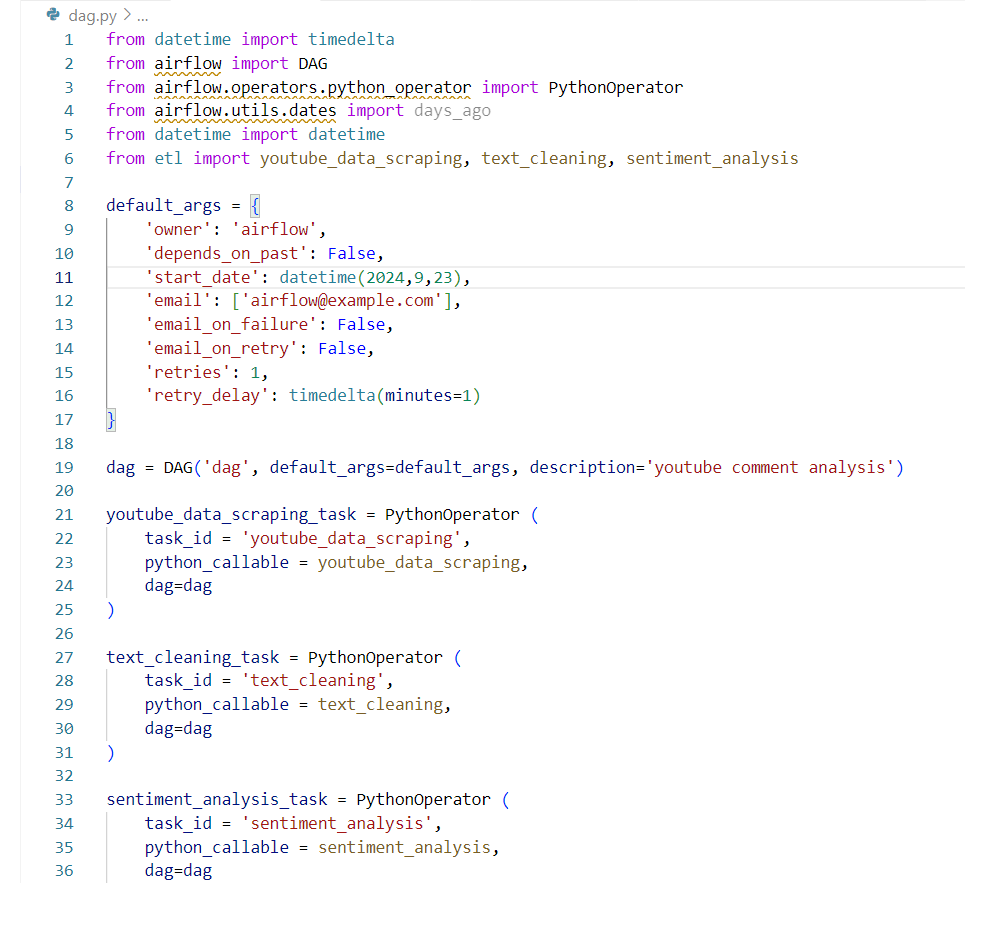 dag.py > ...
1 from datetime import timedelta
2 from airflow import DAG
3 from airflow.operators.python_operator import PythonOperator
4 from airflow.utils.dates import days_ago
5 from datetime import datetime
6 from etl import youtube_data_scraping, text_cleaning, sentiment_analysis
7
8 default_args = {
9     'owner': 'airflow',
10     'depends_on_past': False,
11     'start_date': datetime(2024,9,23),
12     'email': ['airflow@example.com'],
13     'email_on_failure': False,
14     'email_on_retry': False,
15     'retries': 1,
16     'retry_delay': timedelta(minutes=1)
17 }
18
19 dag = DAG('dag', default_args=default_args, description='youtube comment analysis')
20
21 youtube_data_scraping_task = PythonOperator (
22     task_id = 'youtube_data_scraping',
23     python_callable = youtube_data_scraping,
24     dag=dag
25 )
26
27 text_cleaning_task = PythonOperator (
28     task_id = 'text_cleaning',
29     python_callable = text_cleaning,
30     dag=dag
31 )
32
33 sentiment_analysis_task = PythonOperator (
34     task_id = 'sentiment_analysis',
35     python_callable = sentiment_analysis,
36     dag=dag